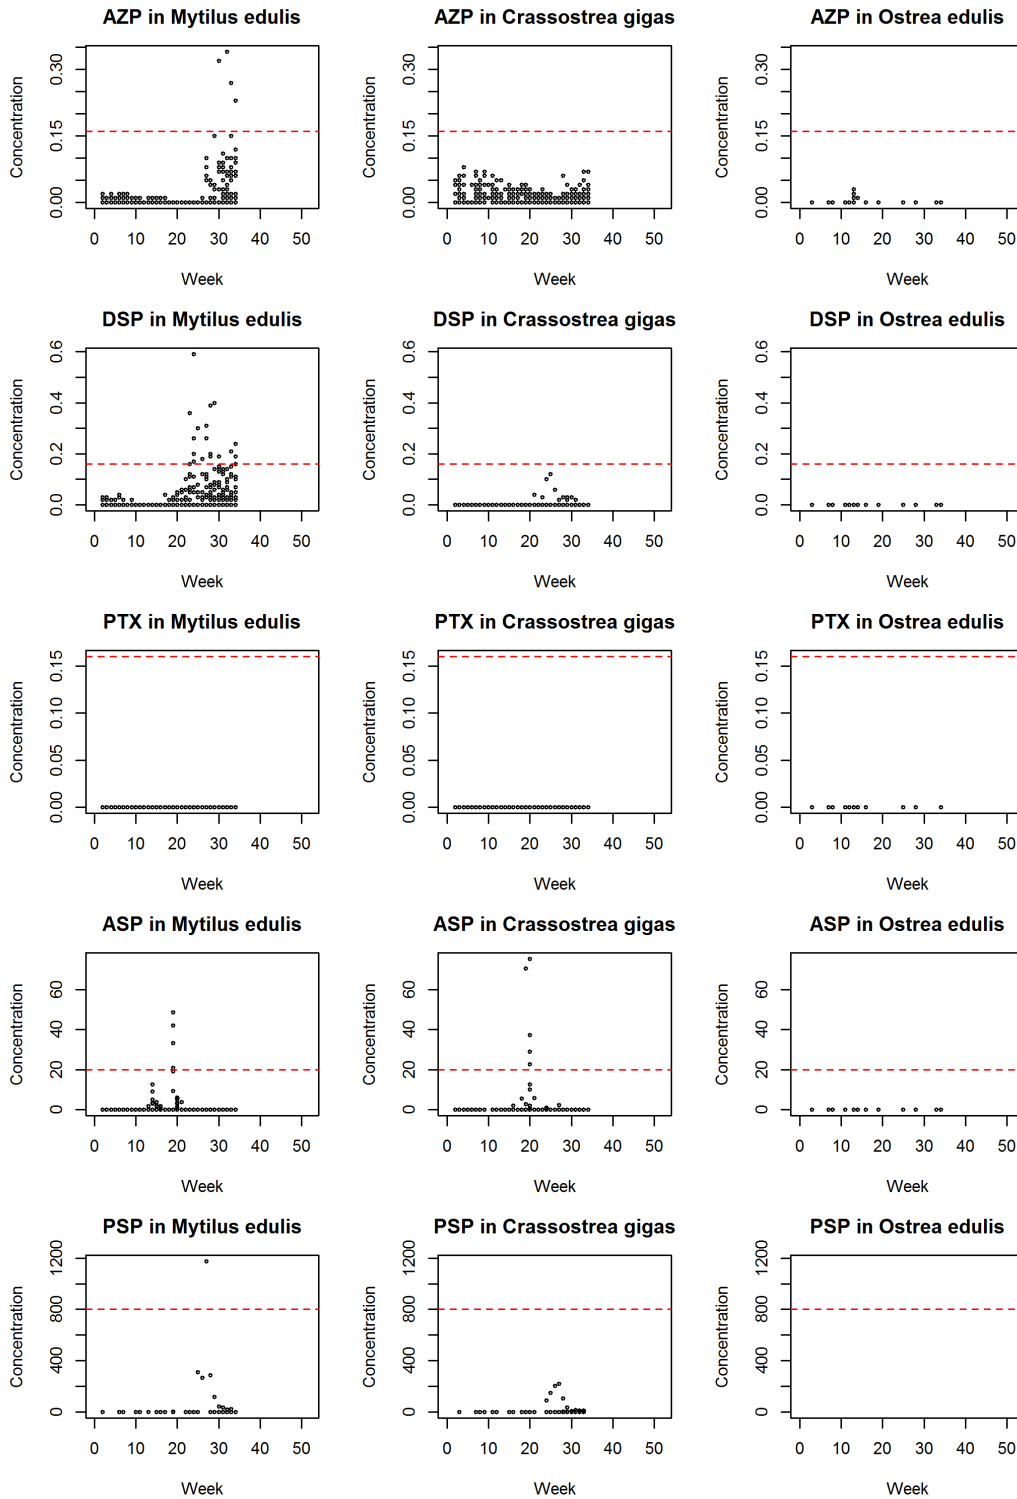 AZP in Mytilus edulis AZP in Crassostrea gigas AZP in Ostrea edulis
Concentration Concentration Concentration
0.30 0.30 0.30
0.15 0.15 0.15
0.00 0.00 0.00
0 10 20 30 40 50 0 10 20 30 40 50 0 10 20 30 40 50
Week Week Week
DSP in Mytilus edulis DSP in Crassostrea gigas DSP in Ostrea edulis
Concentration Concentration Concentration
0.6 0.6 0.6
0.4 0.4 0.4
0.2 0.2 0.2
0.0 0.0 0.0
0 10 20 30 40 50 0 10 20 30 40 50 0 10 20 30 40 50
Week Week Week
PTX in Mytilus edulis PTX in Crassostrea gigas PTX in Ostrea edulis
Concentration Concentration Concentration
0.15 0.15 0.15
0.10 0.10 0.10
0.05 0.05 0.05
0.00 0.00 0.00
0 10 20 30 40 50 0 10 20 30 40 50 0 10 20 30 40 50
Week Week Week
ASP in Mytilus edulis ASP in Crassostrea gigas ASP in Ostrea edulis
Concentration Concentration Concentration
60 60 60
40 40 40
20 20 20
0 0 0
0 10 20 30 40 50 0 10 20 30 40 50 0 10 20 30 40 50
Week Week Week
PSP in Mytilus edulis PSP in Crassostrea gigas PSP in Ostrea edulis
Concentration Concentration Concentration
1200 1200 1200
800 800 800
400 400 400
0 0 0
0 10 20 30 40 50 0 10 20 30 40 50 0 10 20 30 40 50
Week Week Week